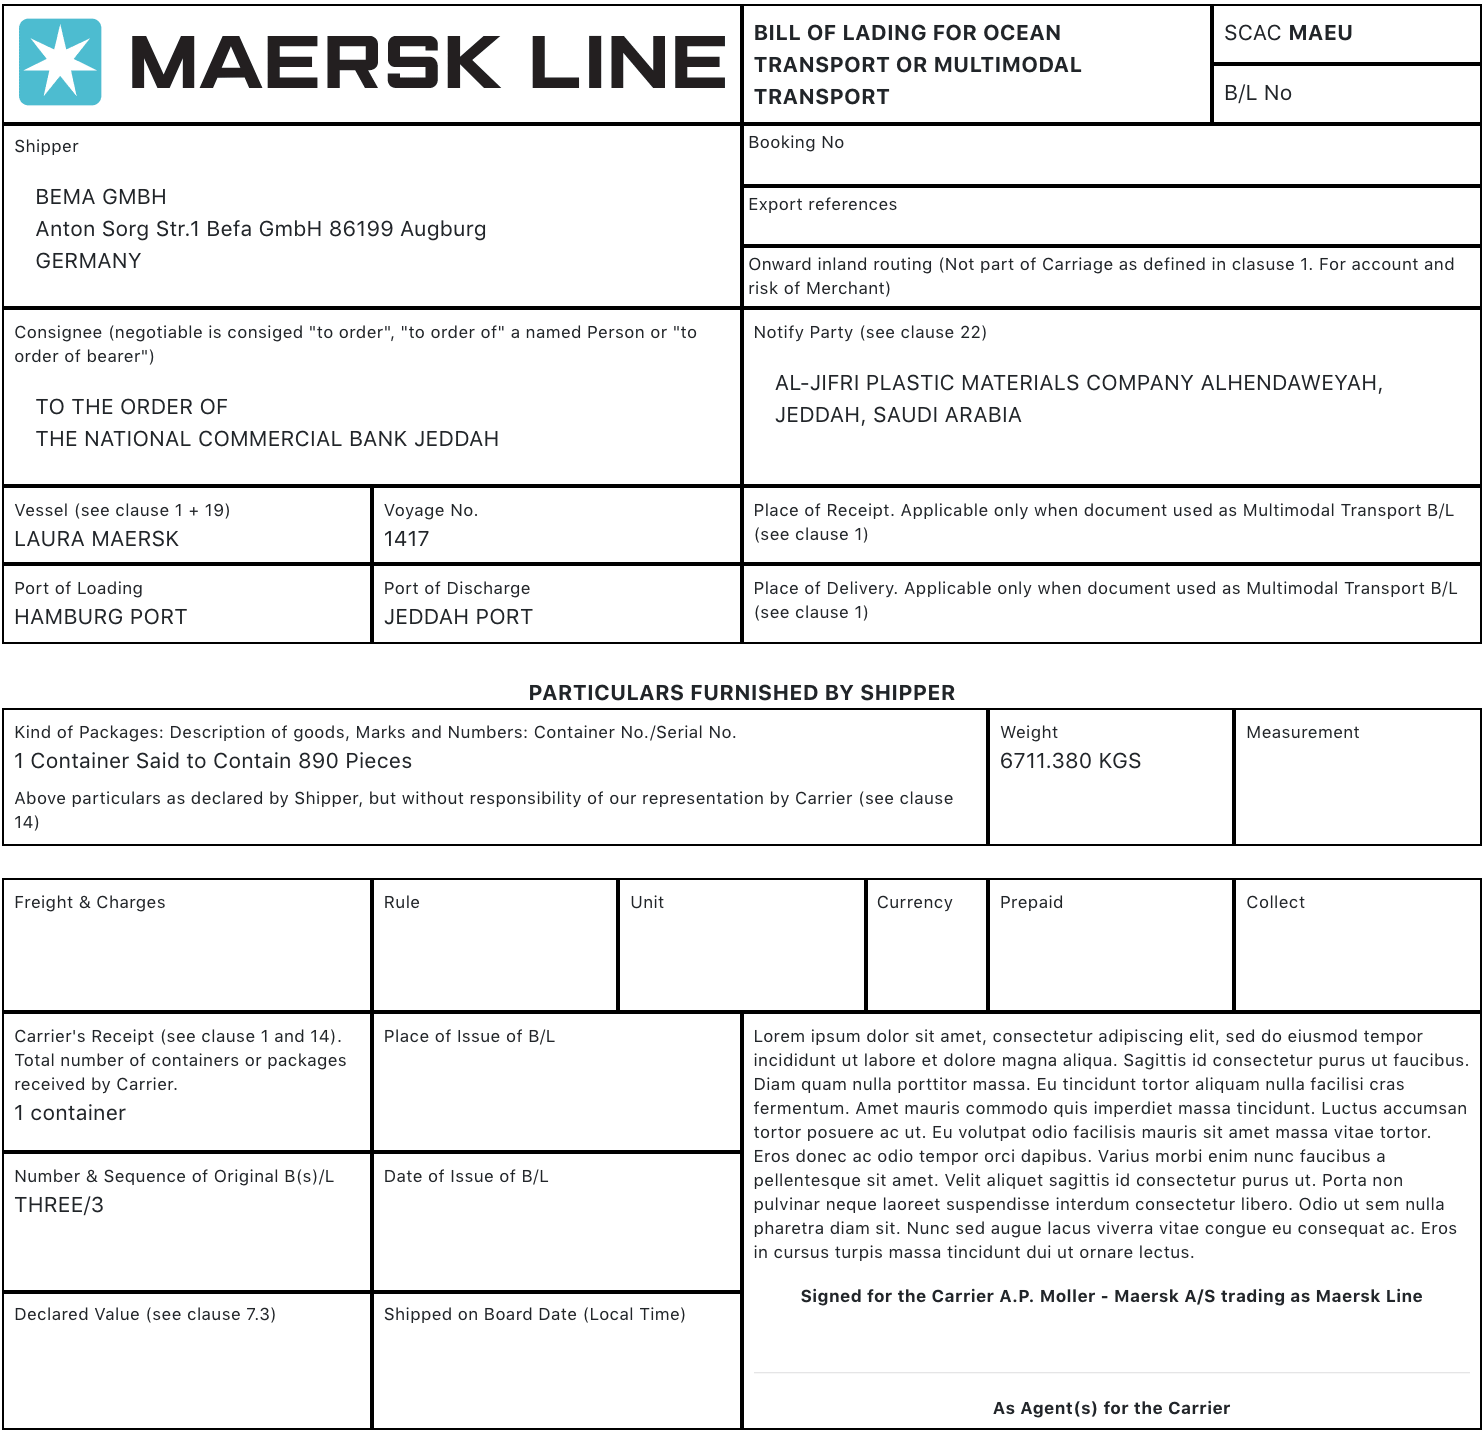 MAERSK LINE
BILL OF LADING FOR OCEAN
TRANSPORT OR MULTIMODAL
TRANSPORT
SCAC MAEU
B/L No
Shipper
BEMA GMBH
Anton Sorg Str.1 Befa GmbH 86199 Augburg
GERMANY
Booking No
Export references
Onward inland routing (Not part of Carriage as defined in clasuse 1. For account and
risk of Merchant)
Consignee (negotiable is consiged "to order", "to order of" a named Person or "to
order of bearer")
TO THE ORDER OF
THE NATIONAL COMMERCIAL BANK JEDDAH
Notify Party (see clause 22)
AL-JIFRI PLASTIC MATERIALS COMPANY ALHENDAWEYAH,
JEDDAH, SAUDI ARABIA
Vessel (see clause 1 + 19)
LAURA MAERSK
Voyage No.
1417
Place of Receipt. Applicable only when document used as Multimodal Transport B/L
(see clause 1)
Port of Loading
HAMBURG PORT
Port of Discharge
JEDDAH PORT
Place of Delivery. Applicable only when document used as Multimodal Transport B/L
(see clause 1)
PARTICULARS FURNISHED BY SHIPPER
Kind of Packages: Description of goods, Marks and Numbers: Container No./Serial No.
1 Container Said to Contain 890 Pieces
Above particulars as declared by Shipper, but without responsibility of our representation by Carrier (see clause
14)
Weight
6711.380 KGS
Measurement
Freight & Charges
Rule
Unit
Currency
Prepaid
Collect
Carrier's Receipt (see clause 1 and 14).
Total number of containers or packages
received by Carrier.
1 container
Place of Issue of B/L
Number & Sequence of Original B(s)/L
THREE/3
Date of Issue of B/L
Declared Value (see clause 7.3)
Shipped on Board Date (Local Time)
Lorem ipsum dolor sit amet, consectetur adipiscing elit, sed do eiusmod tempor
incididunt ut labore et dolore magna aliqua. Sagittis id consectetur purus ut faucibus.
Diam quam nulla porttitor massa. Eu tincidunt tortor aliquam nulla facilisi cras
fermentum. Amet mauris commodo quis imperdiet massa tincidunt. Luctus accumsan
tortor posuere ac ut. Eu volutpat odio facilisis mauris sit amet massa vitae tortor.
Eros donec ac odio tempor orci dapibus. Varius morbi enim nunc faucibus a
pellentesque sit amet. Velit aliquet sagittis id consectetur purus ut. Porta non
pulvinar neque laoreet suspendisse interdum consectetur libero. Odio ut sem nulla
pharetra diam sit. Nunc sed augue lacus viverra vitae congue eu consequat ac. Eros
in cursus turpis massa tincidunt dui ut ornare lectus.
Signed for the Carrier A.P. Moller - Maersk A/S trading as Maersk Line
As Agent(s) for the Carrier